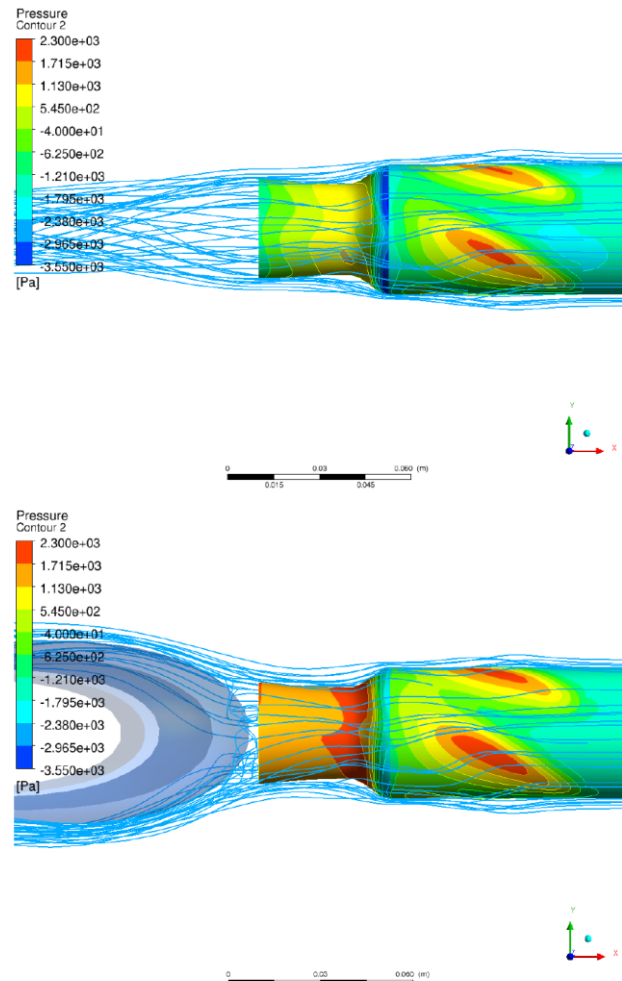 Pressure
Contour 2
2.300e+03
1.715e+03
1.130e+03
5.450e+02
-4.000e+01
-6.250e+02
-1.210e+03
-1.795e+03
-2.380e+03
-2.965e+03
-3.550e+03
[Pa]
Y
Z X
0 0.03 0.060 (m)
0.015 0.045
Pressure
Contour 2
2.300e+03
1.715e+03
1.130e+03
5.450e+02
-4.000e+01
-6.250e+02
-1.210e+03
-1.795e+03
-2.380e+03
-2.965e+03
-3.550e+03
[Pa]
Y
Z X
0 0.03 0.060 (m)